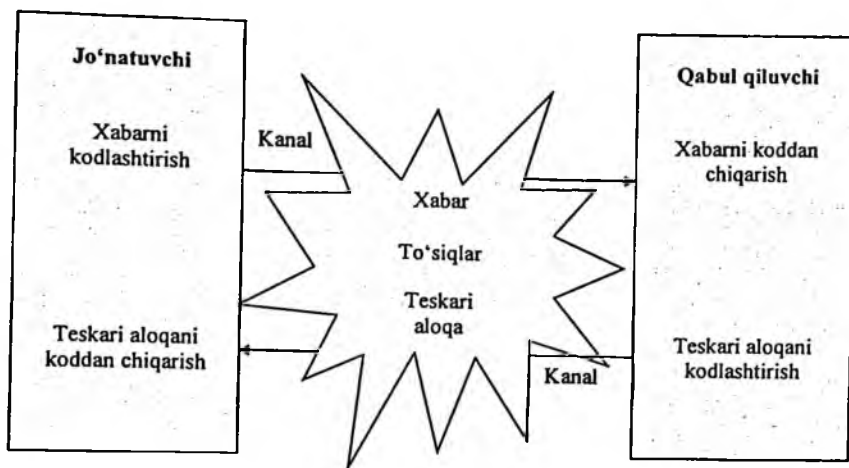 Jo‘natuvchi
Xabarni
kodlashtirish
Teskari aloqani
koddan chiqarish
Kanal
Xabar
To‘siqlar
Teskari
aloqa
Kanal
Qabul qiluvchi
Xabarni koddan
chiqarish
Teskari aloqani
kodlashtirish